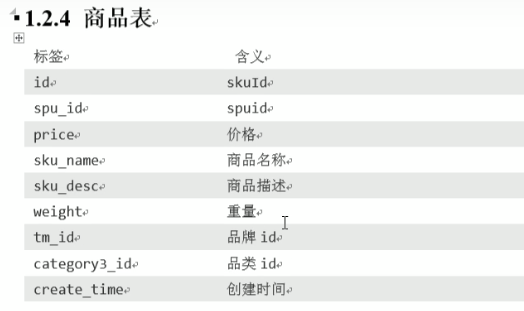 1.2.4 商品表
标签 含义
id skuId
spu_id spuid
price 价格
sku_name 商品名称
sku_desc 商品描述
weight 重量
tm_id 品牌 id
category3_id 品类 id
create_time 创建时间